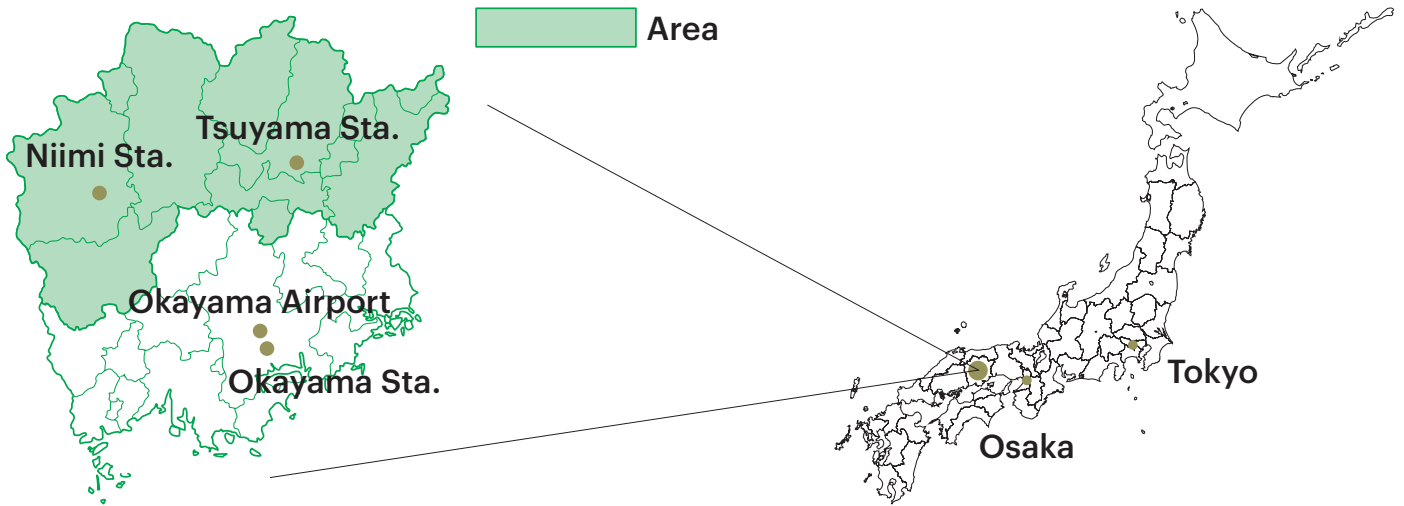 Area
Tsuyama Sta.
Niimi Sta.
Okayama Airport
Okayama Sta.
Tokyo
Osaka